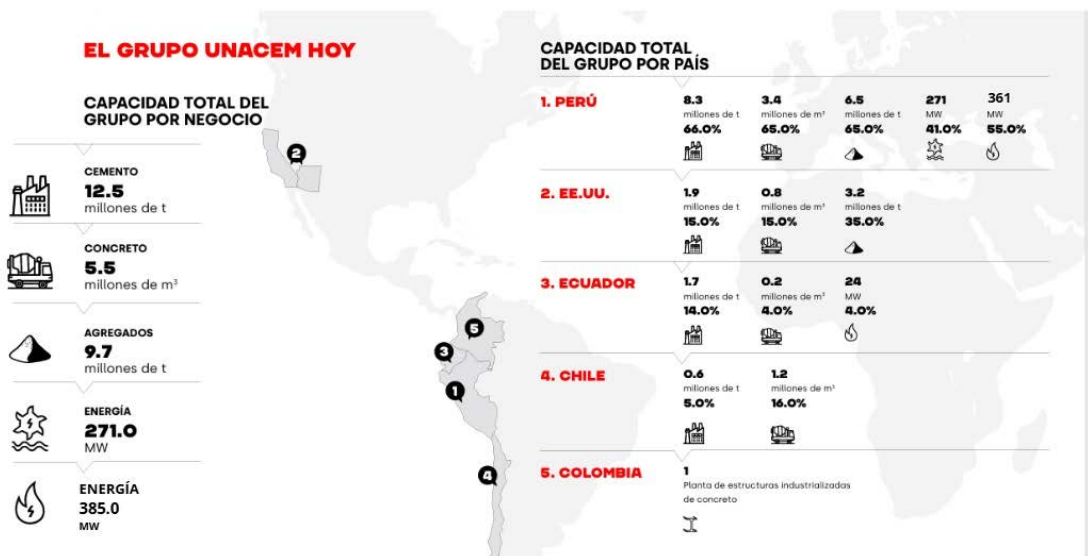 EL GRUPO UNACEM HOY
CAPACIDAD TOTAL DEL
GRUPO POR NEGOCIO
CEMENTO
12.5
millones de t
CONCRETO
5.5
millones de m³
AGREGADOS
9.7
millones de t
ENERGÍA
271.0
MW
ENERGÍA
385.0
MW
2
5
3
1
4
CAPACIDAD TOTAL
DEL GRUPO POR PAÍS
1. PERÚ
8.3 3.4 6.5 271 361
millones de t millones de m³ millones de t MW MW
66.0% 65.0% 65.0% 41.0% 55.0%
2. EE.UU.
1.9 0.8 3.2
millones de t millones de m³ millones de t
15.0% 15.0% 35.0%
3. ECUADOR
1.7 0.2 24
millones de t millones de m³ MW
14.0% 4.0% 4.0%
4. CHILE
0.6 1.2
millones de t millones de m³
5.0% 16.0%
5. COLOMBIA
1
Planta de estructuras industrializadas
de concreto